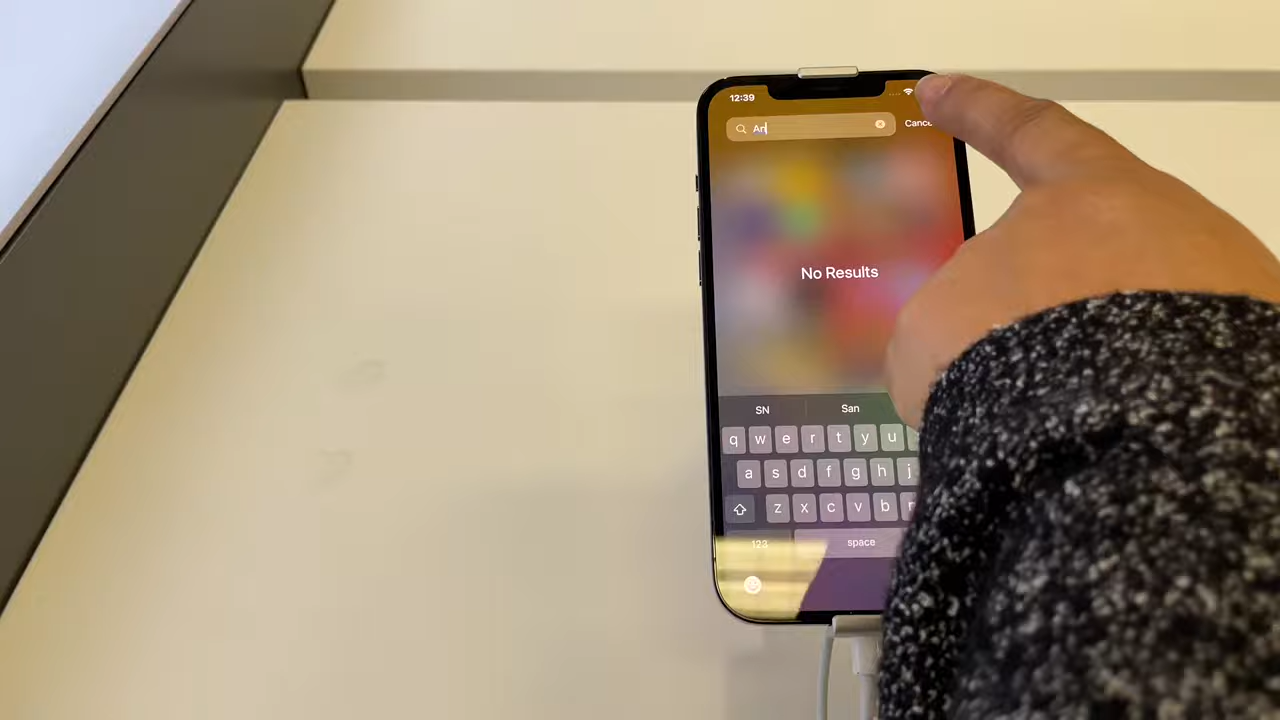 12:39
An
Cance
No Results
SN San
q w e r t y u
a s d f g h j
z x c v b
123 space